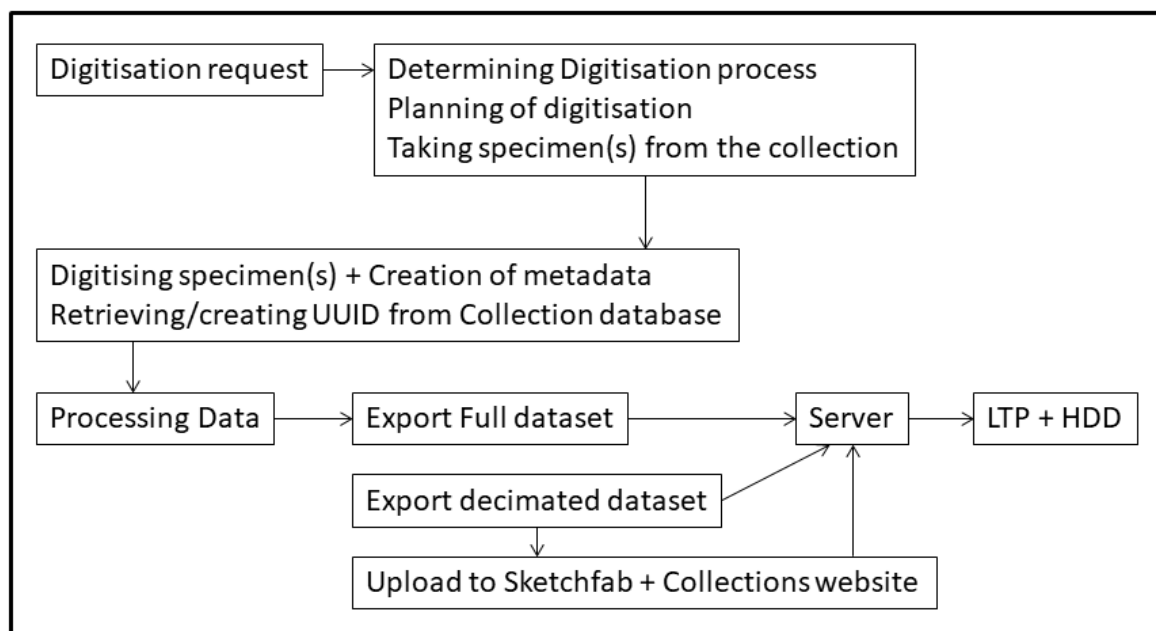 Digitisation request
Determining Digitisation process
Planning of digitisation
Taking specimen(s) from the collection
Digitising specimen(s) + Creation of metadata
Retrieving/creating UUID from Collection database
Processing Data
Export Full dataset
Server
LTP + HDD
Export decimated dataset
Upload to Sketchfab + Collections website